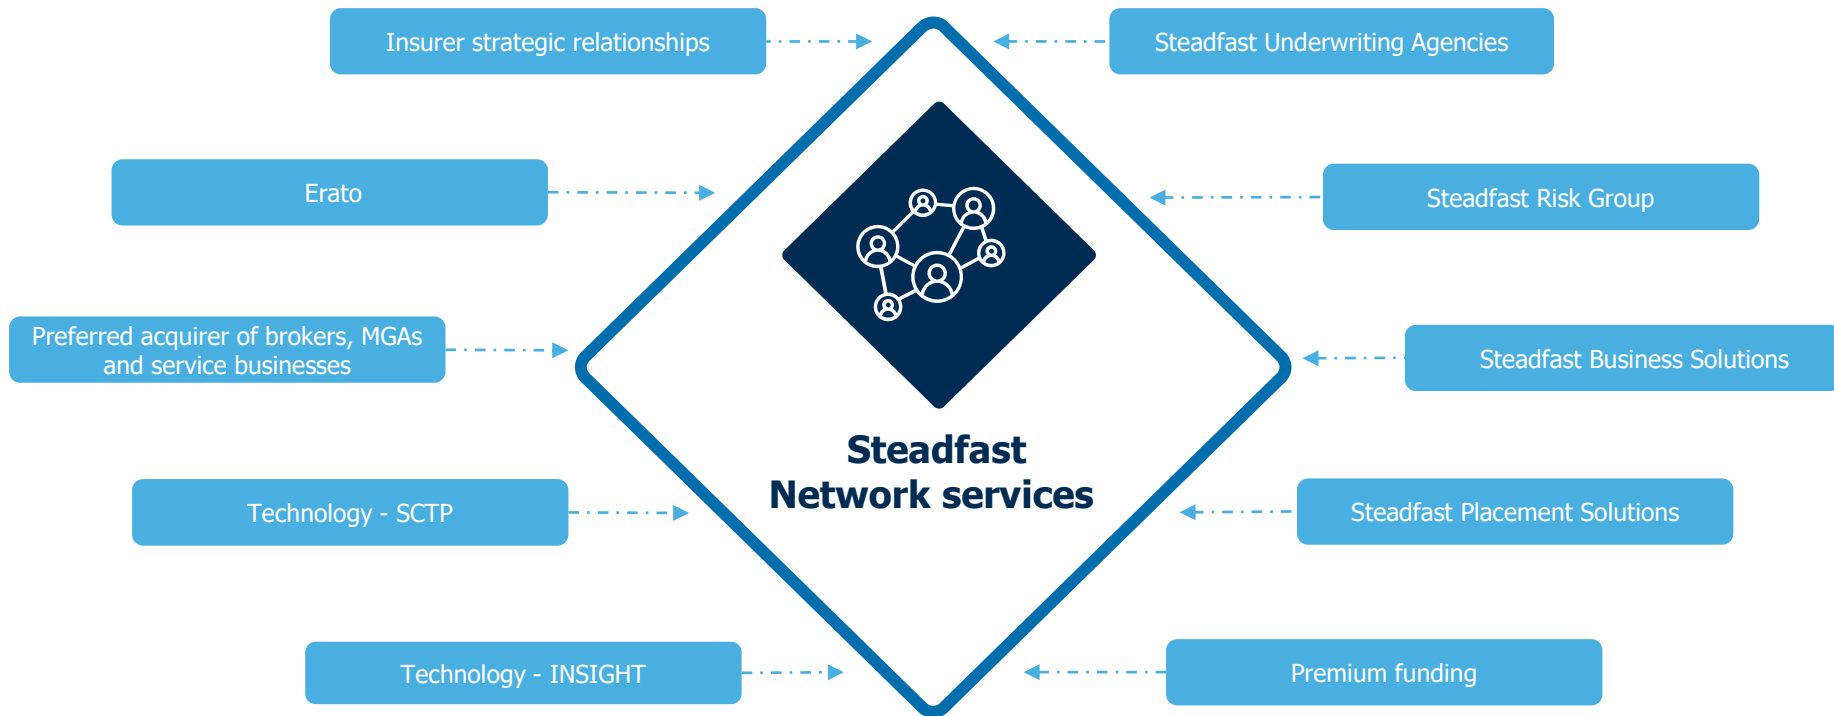 Insurer strategic relationships
Steadfast Underwriting Agencies
Erato
Steadfast Risk Group
Preferred acquirer of brokers, MGAs
and service businesses
Steadfast Business Solutions
Steadfast
Network services
Technology - SCTP
Steadfast Placement Solutions
Technology - INSIGHT
Premium funding